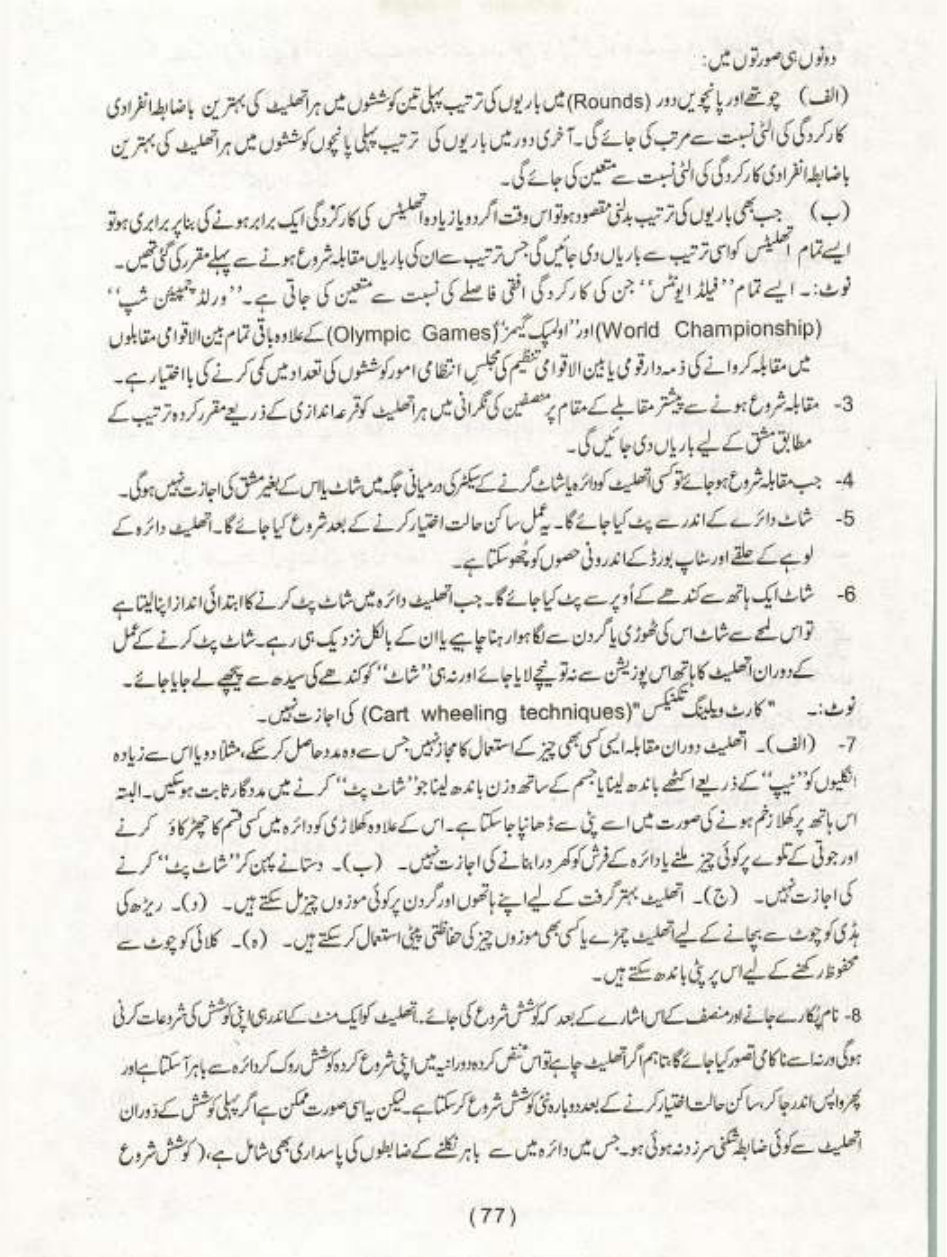 دونوں ہی صورتوں میں:
(الف) چوتھے اور پانچویں دور (Rounds) میں باریوں کی ترتیب پہلی تین کوششوں میں ہر اتھلیٹ کی بہترین باضابطہ انفرادی
کارکردگی کی الٹی نسبت سے مرتب کی جائے گی۔ آخری دور میں باریوں کی ترتیب پہلی پانچوں کوششوں میں ہر اتھلیٹ کی بہترین
باضابطہ انفرادی کارکردگی کی الٹی نسبت سے متعین کی جائے گی۔
(ب) جب بھی باریوں کی ترتیب بدلنی مقصود ہو تو اس وقت اگر دو یا زیادہ اتھلیٹس کی کارکردگی ایک برابر ہونے کی بنا پر برابری ہو تو
ایسے تمام اتھلیٹس کو اسی ترتیب سے باریاں دی جائیں گی جس ترتیب سے ان کی باریاں مقابلہ شروع ہونے سے پہلے مقرر کی گئی تھیں۔
نوٹ:۔ ایسے تمام ''فیلڈ ایونٹس'' جن کی کارکردگی افقی فاصلے کی نسبت سے متعین کی جاتی ہے۔ ''ورلڈ چمپیئن شپ''
(World Championship) اور ''اولمپک گیمز'' (Olympic Games) کے علاوہ باقی تمام بین الاقوامی مقابلوں
میں مقابلہ کروانے کی ذمہ دار قومی یا بین الاقوامی تنظیم کی مجلسِ انتظامی امور کوششوں کی تعداد میں کمی کرنے کی بااختیار ہے۔
3- مقابلہ شروع ہونے سے پیشتر مقابلے کے مقام پر منصفین کی نگرانی میں ہر اتھلیٹ کو قرعہ اندازی کے ذریعے مقرر کردہ ترتیب کے
مطابق مشق کے لیے باریاں دی جائیں گی۔
4- جب مقابلہ شروع ہو جائے تو کسی اتھلیٹ کو دائرہ یا شاٹ گرنے کے سیکٹر کی درمیانی جگہ میں شاٹ یا اس کے بغیر مشق کی اجازت نہیں ہوگی۔
5- شاٹ دائرے کے اندر سے پٹ کیا جائے گا۔ یہ عمل ساکن حالت اختیار کرنے کے بعد شروع کیا جائے گا۔ اتھلیٹ دائرہ کے
لوہے کے حلقے اور سٹاپ بورڈ کے اندرونی حصوں کو چھو سکتا ہے۔
6- شاٹ ایک ہاتھ سے کندھے کے اُوپر سے پٹ کیا جائے گا۔ جب اتھلیٹ دائرہ میں شاٹ پٹ کرنے کا ابتدائی انداز اپنا لیتا ہے
تو اس لمحے سے شاٹ اس کی ٹھوڑی یا گردن سے لگا ہوا رہنا چاہیے یا ان کے بالکل نزدیک ہی رہے۔ شاٹ پٹ کرنے کے عمل
کے دوران اتھلیٹ کا ہاتھ اس پوزیشن سے نہ تو نیچے لایا جائے اور نہ ہی ''شاٹ'' کو کندھے کی سیدھ سے پیچھے لے جایا جائے۔
نوٹ:۔ "کارٹ ویلینگ تکنیکس" (Cart wheeling techniques) کی اجازت نہیں۔
7- (الف)۔ اتھلیٹ دوران مقابلہ ایسی کسی بھی چیز کے استعمال کا مجاز نہیں جس سے وہ مدد حاصل کر سکے، مثلاً دو یا اس سے زیادہ
انگلیوں کو ''ٹیپ'' کے ذریعے اکٹھے باندھ لینا یا جسم کے ساتھ وزن باندھ لینا جو ''شاٹ پٹ'' کرنے میں مددگار ثابت ہو سکیں۔ البتہ
اس ہاتھ پر کھلا زخم ہونے کی صورت میں اسے پٹی سے ڈھانپا جا سکتا ہے۔ اس کے علاوہ کھلاڑی کو دائرہ میں کسی قسم کا چھڑکاؤ کرنے
اور جوتی کے تلوے پر کوئی چیز ملنے یا دائرہ کے فرش کو کھردرا بنانے کی اجازت نہیں۔ (ب)۔ دستانے پہن کر ''شاٹ پٹ'' کرنے
کی اجازت نہیں۔ (ج)۔ اتھلیٹ بہتر گرفت کے لیے اپنے ہاتھوں اور گردن پر کوئی موزوں چیز مل سکتے ہیں۔ (د)۔ ریڑھ کی
ہڈی کو چوٹ سے بچانے کے لیے اتھلیٹ چمڑے یا کسی بھی موزوں چیز کی حفاظتی پیٹی استعمال کر سکتے ہیں۔ (ہ)۔ کلائی کو چوٹ سے
محفوظ رکھنے کے لیے اس پر پٹی باندھ سکتے ہیں۔
8- نام پکارے جانے اور منصف کے اس اشارے کے بعد کہ کوشش شروع کی جائے۔ اتھلیٹ کو ایک منٹ کے اندر ہی اپنی کوشش کی شروعات کرنی
ہوگی ورنہ اسے ناکامی تصور کیا جائے گا، تاہم اگر اتھلیٹ چاہے تو اس کردہ دورانیہ میں اپنی شروع کردہ کوشش روک کر دائرہ سے باہر آ سکتا ہے اور
پھر واپس اندر جا کر، ساکن حالت اختیار کرنے کے بعد دوبارہ نئی کوشش شروع کر سکتا ہے۔ لیکن یہ اسی صورت ممکن ہے اگر پہلی کوشش کے دَوران
اتھلیٹ سے کوئی ضابطہ شکنی سرزد نہ ہوئی ہو۔ جس میں دائرہ میں سے باہر نکلنے کے ضابطوں کی پاسداری بھی شامل ہے، (کوشش شروع
(77)